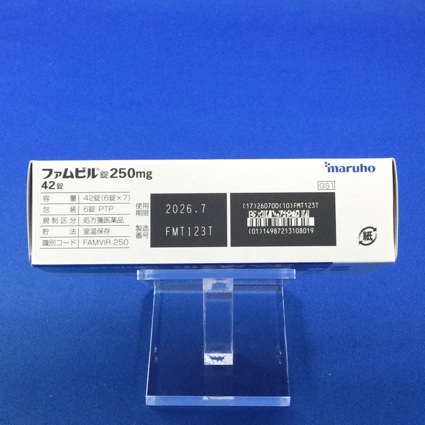 ファムビル錠250mg
42錠
容量 42錠(6錠×7)
包装 6錠 PTP
規制区分 処方箋医薬品
貯法 室温保存
識別コード FAMVIR 250
使用期限 2026.7
製造番号 FMT123T
maruho
GS1
(17)260700(10)FMT123T
(01)14987213108019
紙